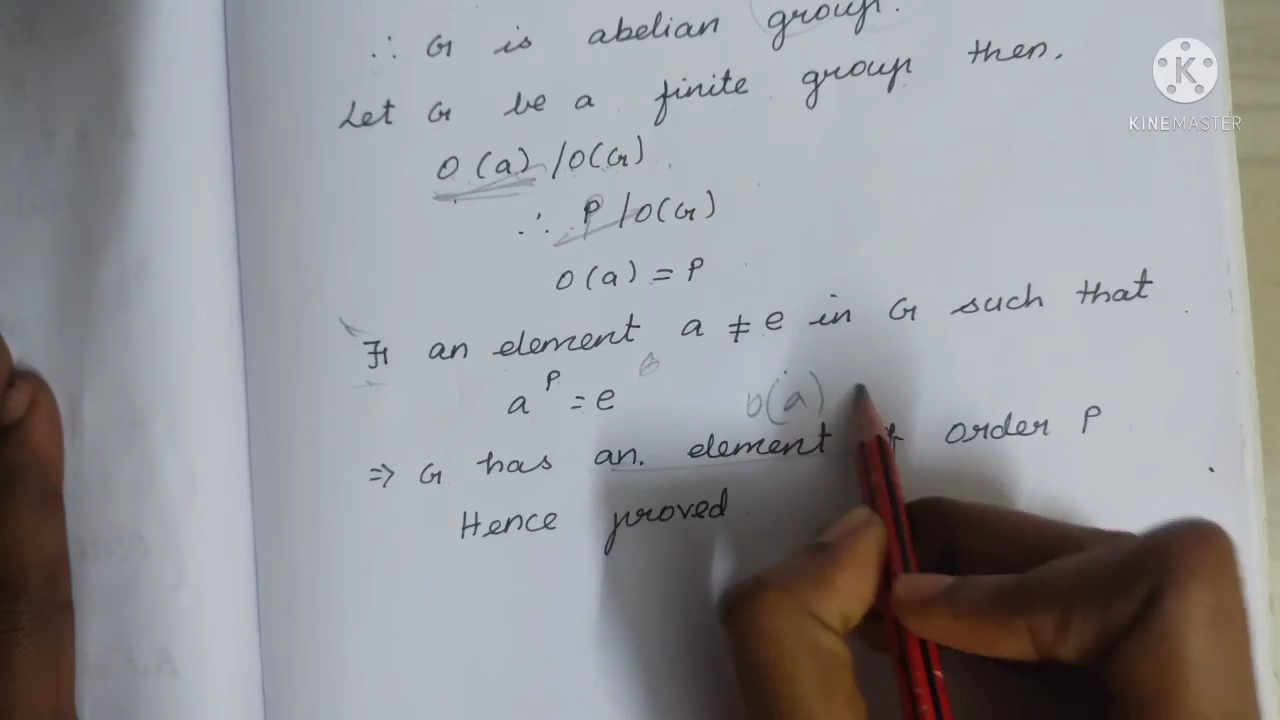 ∴ G is abelian group.
Let G be a finite group then.
O(a) /O(G)
∴ P /O(G)
O(a) = P
∃ an element a ≠ e in G such that
a^P = e
O(a)
⇒ G has an. element order P
Hence proved
K
KINEMASTER